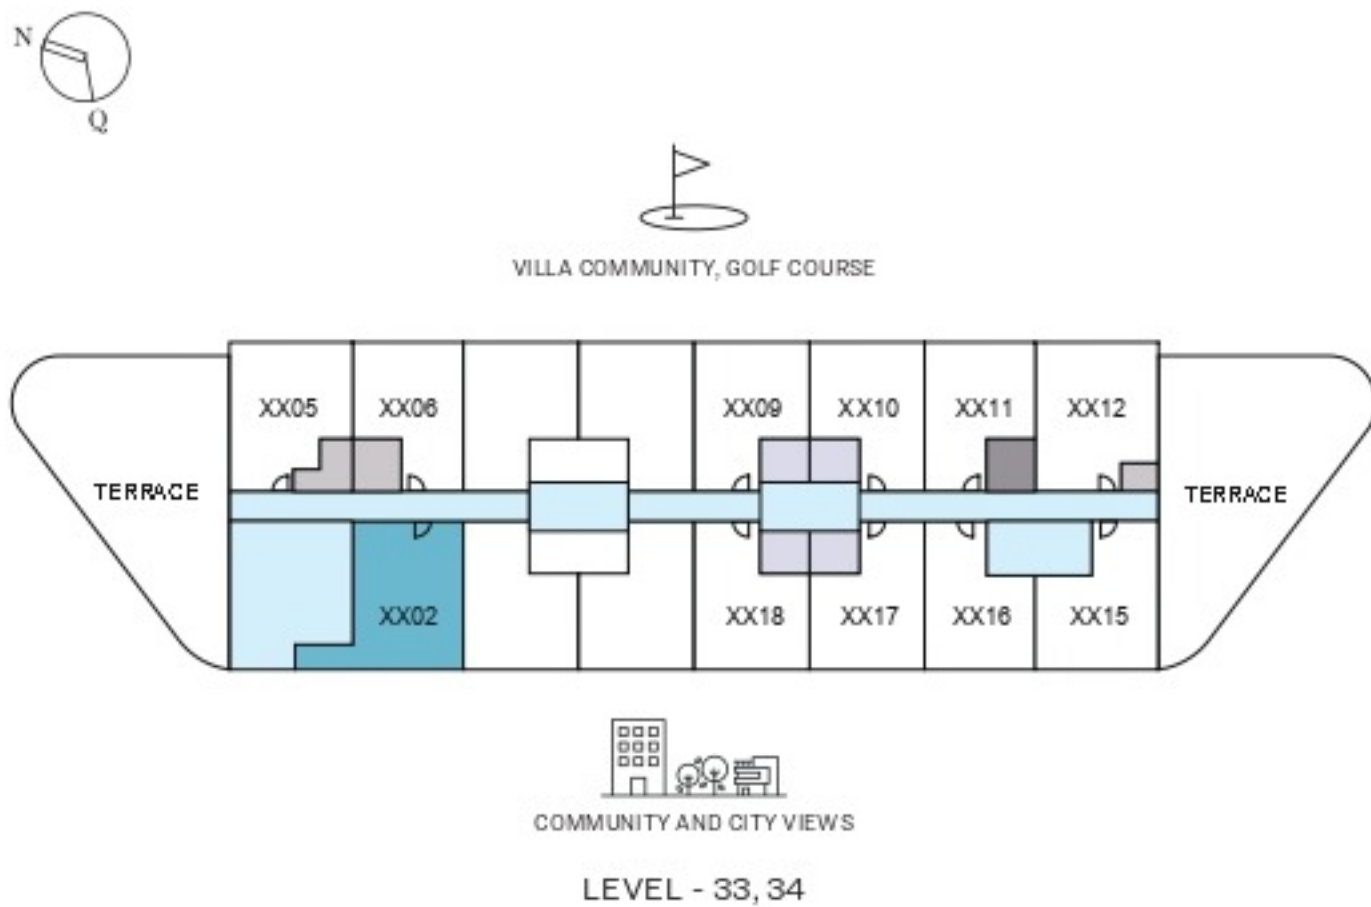 N
Q
VILLA COMMUNITY, GOLF COURSE
XX05 XX06 XX09 XX10 XX11 XX12
TERRACE TERRACE
XX02 XX18 XX17 XX16 XX15
COMMUNITY AND CITY VIEWS
LEVEL - 33, 34